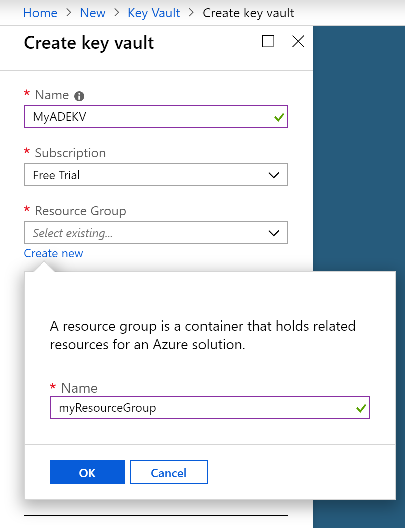 Home > New > Key Vault > Create key vault
Create key vault
* Name
MyADEKV
* Subscription
Free Trial
* Resource Group
Select existing...
Create new
A resource group is a container that holds related
resources for an Azure solution.
* Name
myResourceGroup
OK Cancel